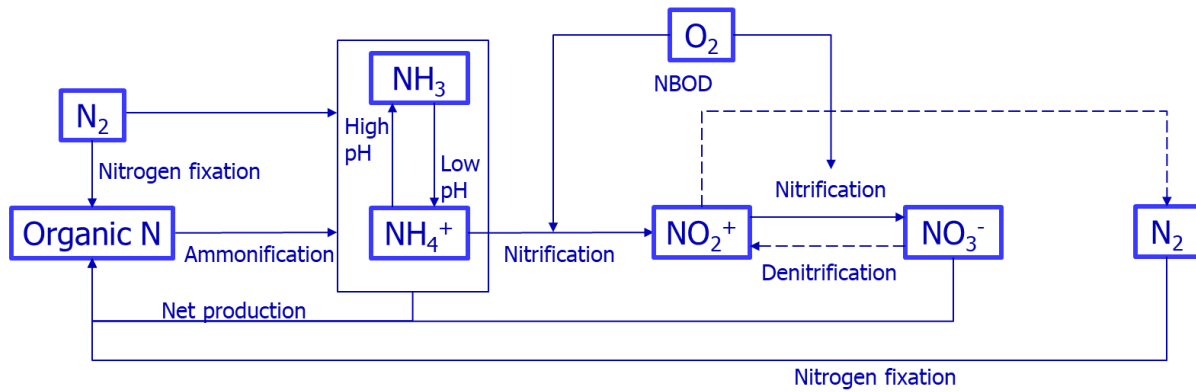 O₂
NH₃
NBOD
N₂
High
pH
Nitrogen fixation
Low
pH
Nitrification
Organic N
NH₄⁺
NO₂⁺
NO₃⁻
N₂
Ammonification
Nitrification
Denitrification
Net production
Nitrogen fixation